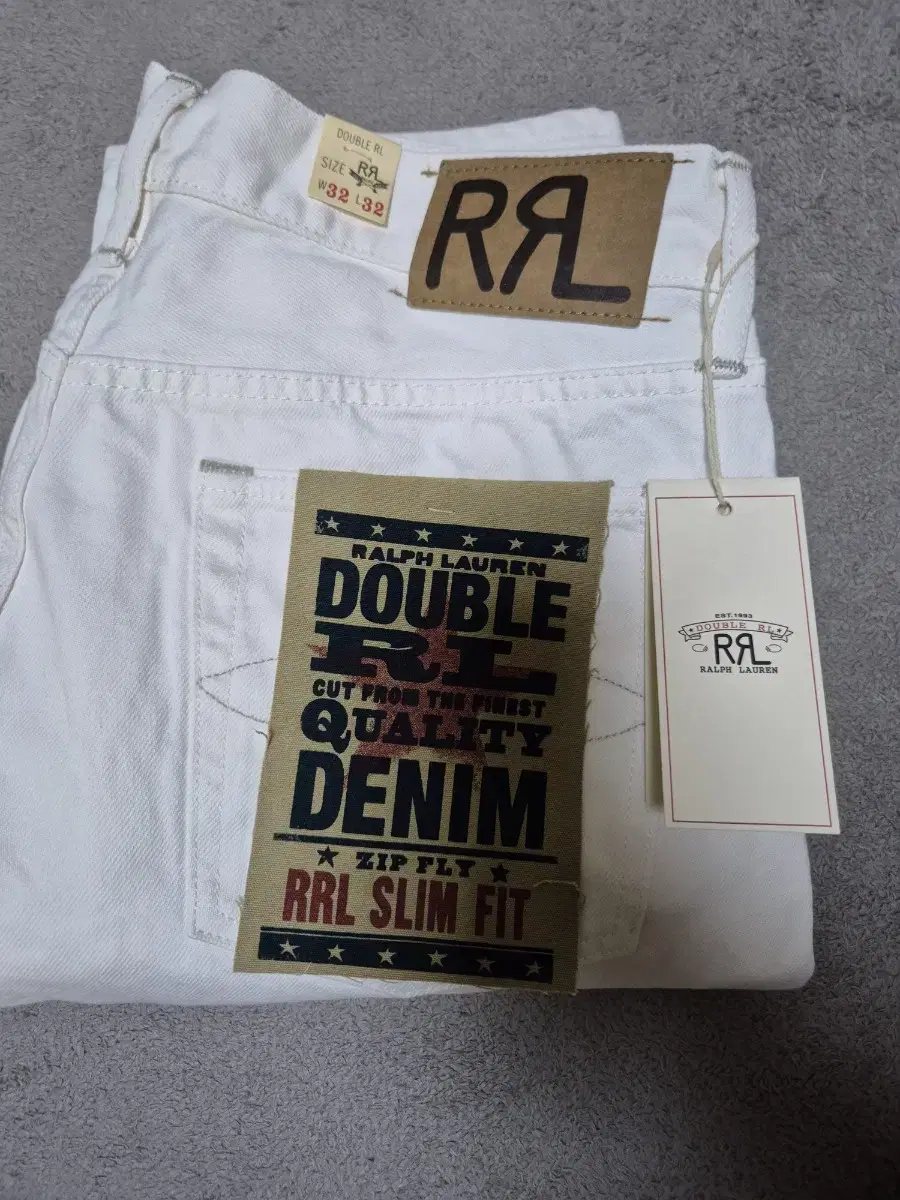 DOUBLE RL
SIZE RRL
W32 L32
RRL
RALPH LAUREN
DOUBLE
RL
CUT FROM THE FINEST
QUALITY
DENIM
ZIP FLY
RRL SLIM FIT
EST.1993
DOUBLE RL
RRL
RALPH LAUREN